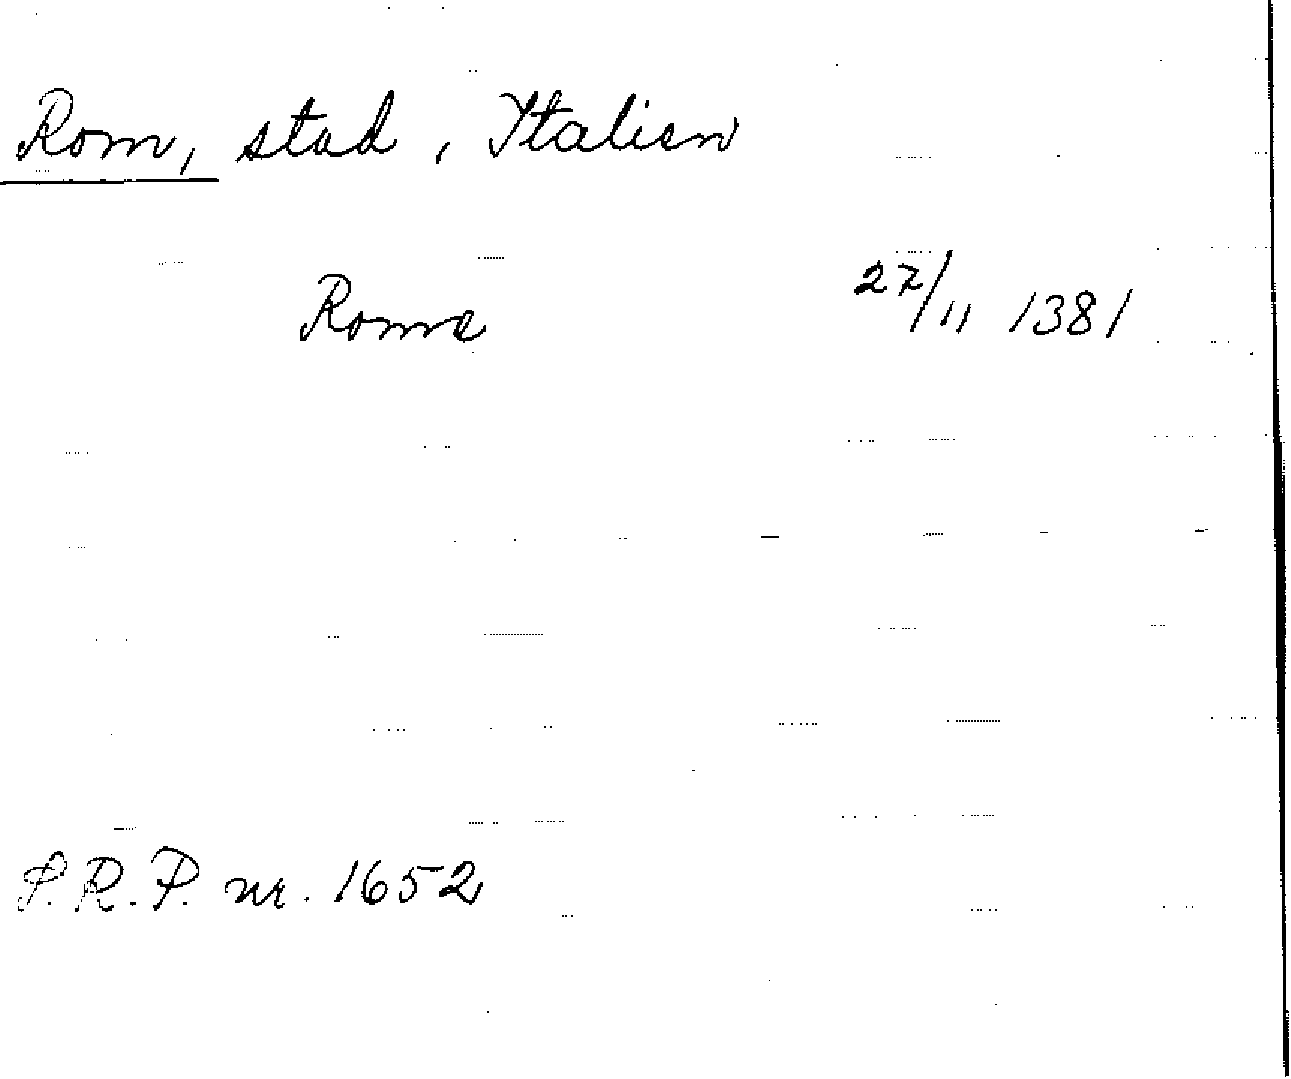 Rom, stad, Italien
Rome 27/11 1381
S.R.P. nr. 1652